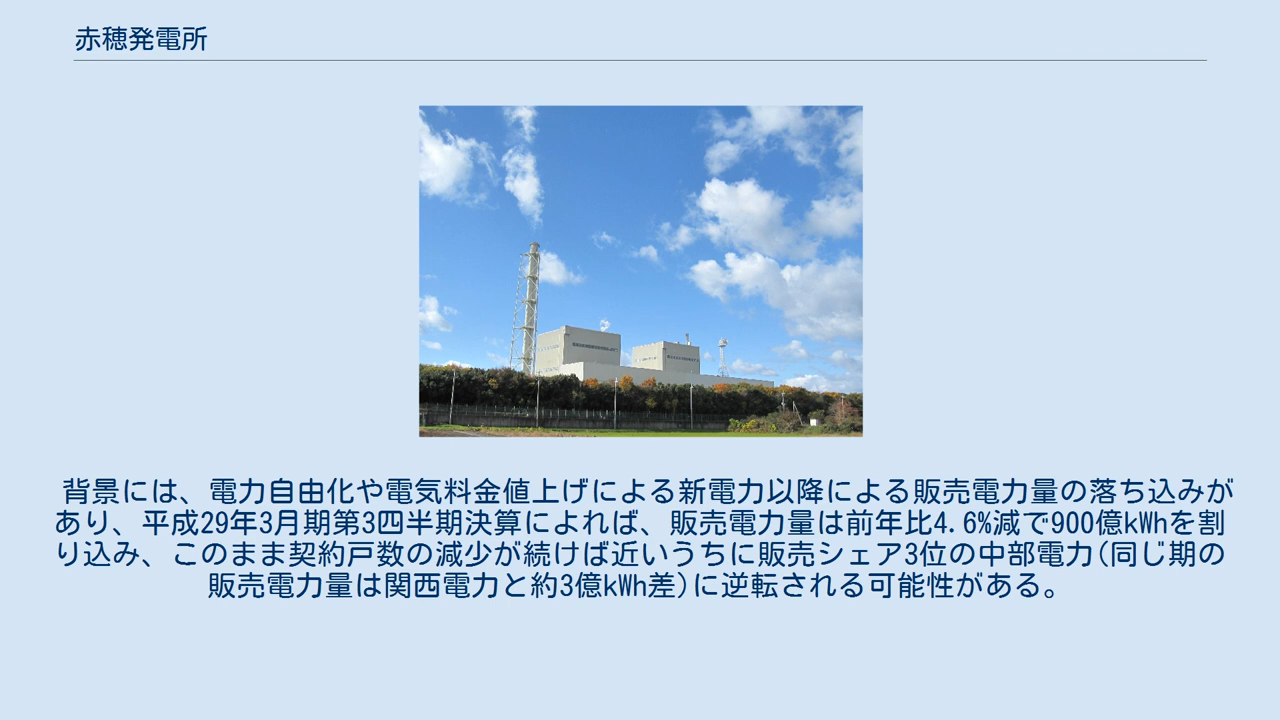 赤穂発電所
背景には、電力自由化や電気料金値上げによる新電力以降による販売電力量の落ち込みが
あり、平成29年3月期第3四半期決算によれば、販売電力量は前年比4.6%減で900億kWhを割
り込み、このまま契約戸数の減少が続けば近いうちに販売シェア3位の中部電力(同じ期の
販売電力量は関西電力と約3億kWh差)に逆転される可能性がある。